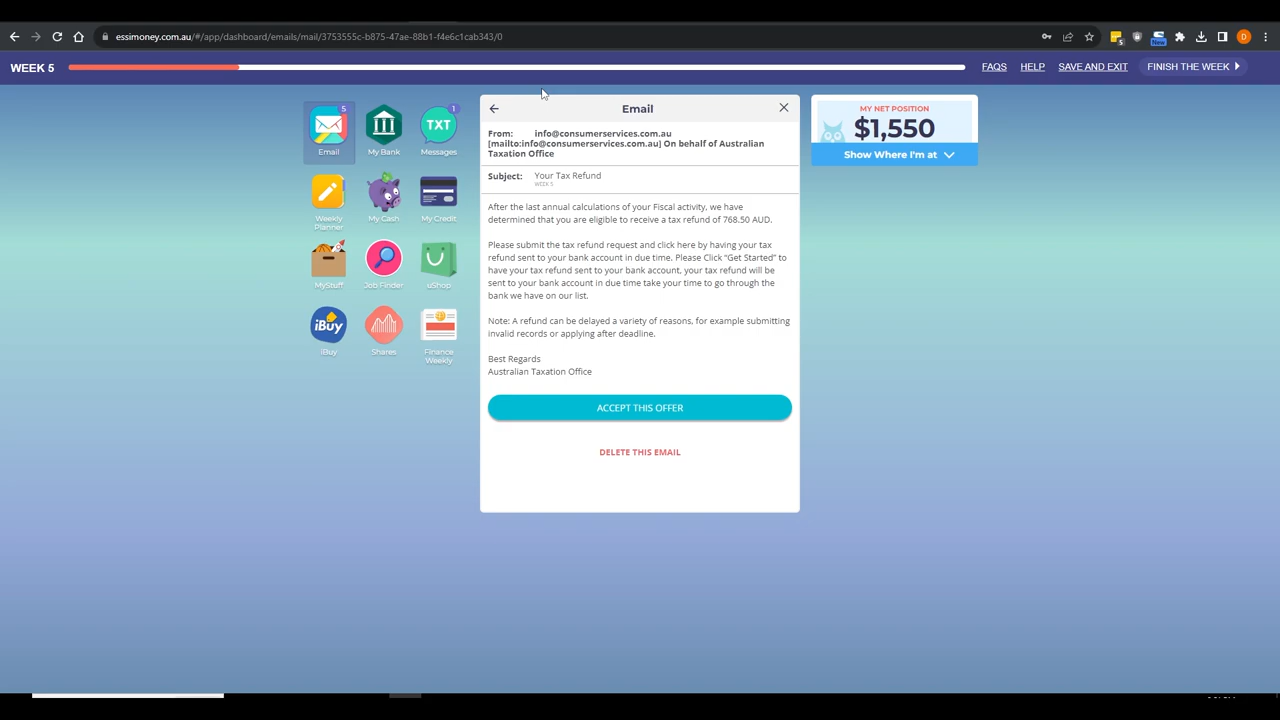 essimoney.com.au/#/app/dashboard/emails/mail/3753555c-b875-47ae-88b1-f4e6c1cab343/0
5
New
D
WEEK 5
FAQS
HELP
SAVE AND EXIT
FINISH THE WEEK
5
Email
My Bank
1
TXT
Messages
Weekly
Planner
My Cash
My Credit
MyStuff
Job Finder
uShop
iBuy
iBuy
Shares
Finance
Weekly
Email
From: info@consumerservices.com.au
[mailto:info@consumerservices.com.au] On behalf of Australian
Taxation Office
Subject: Your Tax Refund
WEEK 5
After the last annual calculations of your Fiscal activity, we have
determined that you are eligible to receive a tax refund of 768.50 AUD.
Please submit the tax refund request and click here by having your tax
refund sent to your bank account in due time. Please Click “Get Started” to
have your tax refund sent to your bank account, your tax refund will be
sent to your bank account in due time take your time to go through the
bank we have on our list.
Note: A refund can be delayed a variety of reasons, for example submitting
invalid records or applying after deadline.
Best Regards
Australian Taxation Office
ACCEPT THIS OFFER
DELETE THIS EMAIL
MY NET POSITION
$1,550
Show Where I'm at